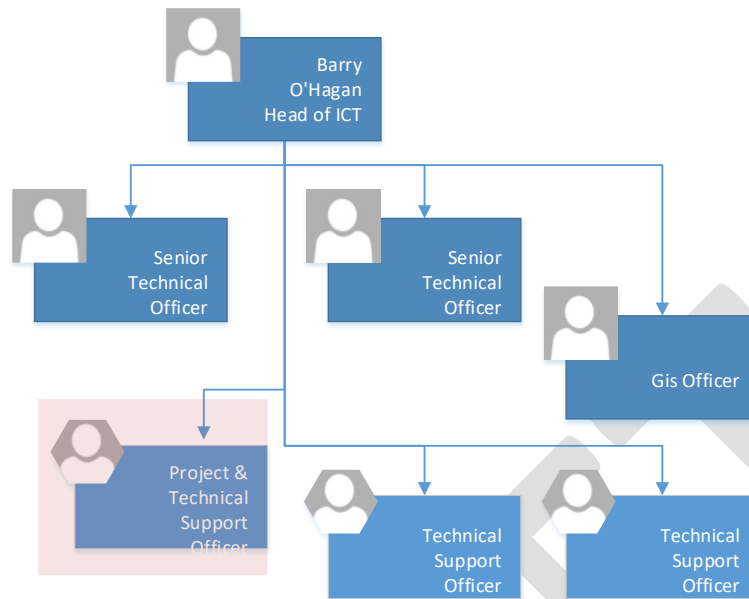 Barry
O'Hagan
Head of ICT
Senior
Technical
Officer
Senior
Technical
Officer
Gis Officer
Project &
Technical
Support
Officer
Technical
Support
Officer
Technical
Support
Officer